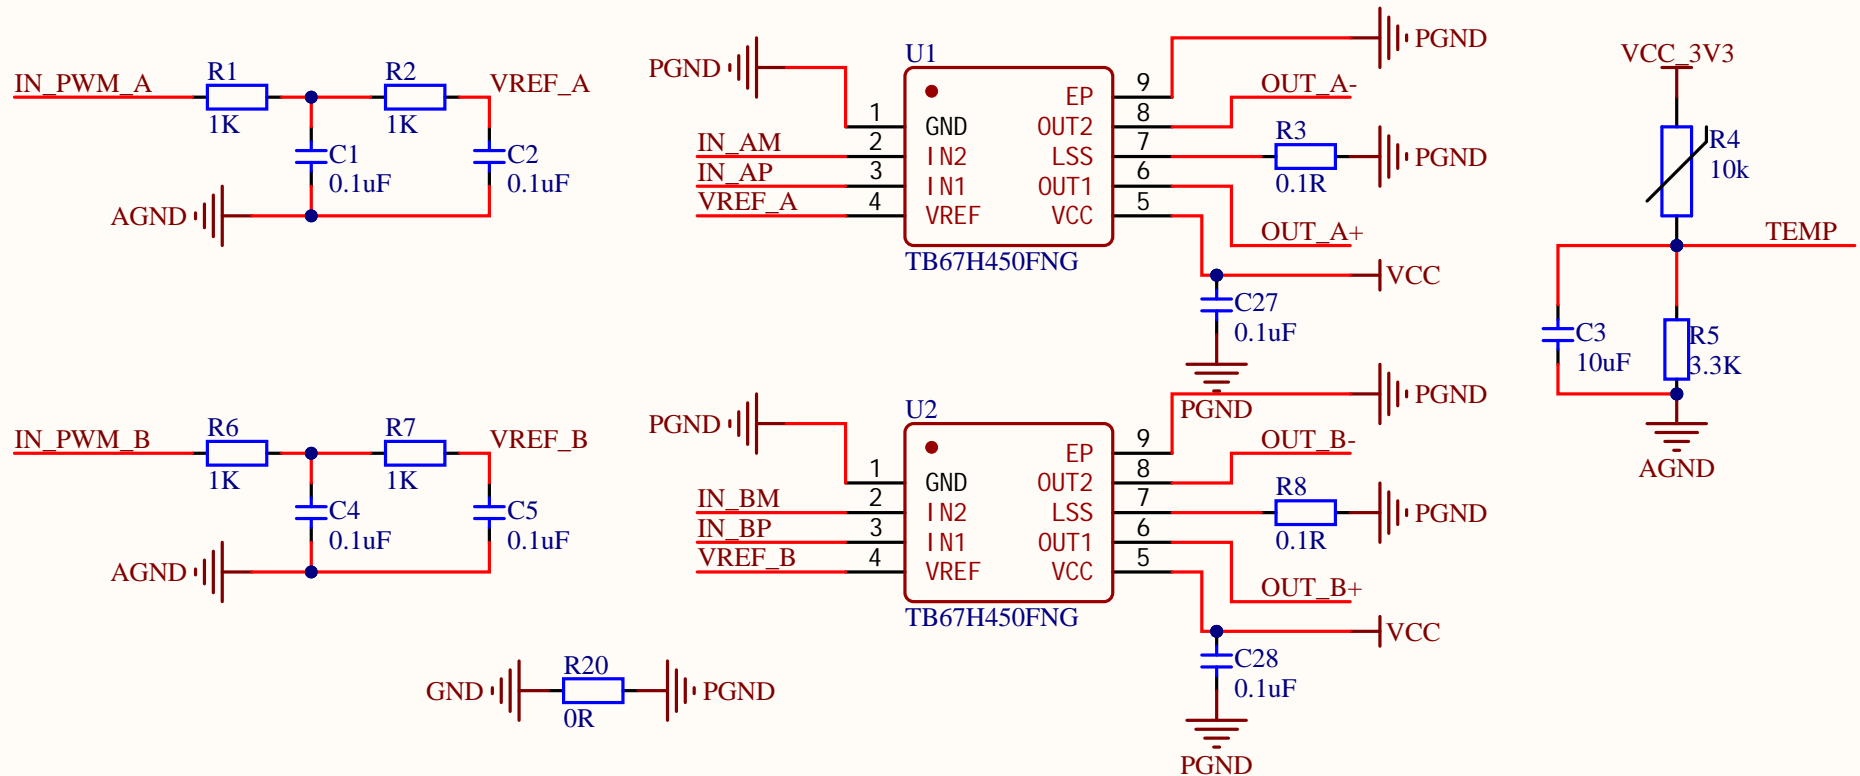 IN_PWM_A
R1
1K
R2
1K
VREF_A
C1
0.1uF
C2
0.1uF
AGND
PGND
U1
1
GND
IN_AM
2
IN2
IN_AP
3
IN1
VREF_A
4
VREF
EP
9
PGND
OUT2
8
OUT_A-
LSS
7
R3
0.1R
PGND
OUT1
6
OUT_A+
VCC
5
VCC
TB67H450FNG
C27
0.1uF
PGND
VCC_3V3
R4
10k
TEMP
C3
10uF
R5
3.3K
AGND
IN_PWM_B
R6
1K
R7
1K
VREF_B
C4
0.1uF
C5
0.1uF
AGND
PGND
U2
1
GND
IN_BM
2
IN2
IN_BP
3
IN1
VREF_B
4
VREF
EP
9
PGND
OUT2
8
OUT_B-
LSS
7
R8
0.1R
PGND
OUT1
6
OUT_B+
VCC
5
VCC
TB67H450FNG
C28
0.1uF
PGND
GND
R20
0R
PGND